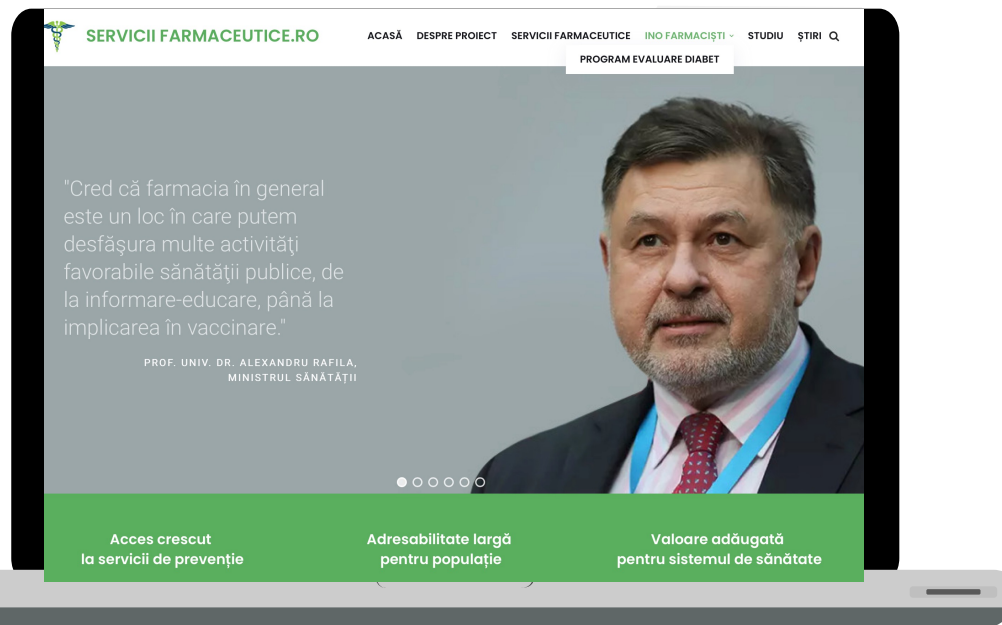 SERVICII FARMACEUTICE.RO
ACASĂ DESPRE PROIECT SERVICII FARMACEUTICE INO FARMACIȘTI STUDIU ȘTIRI
PROGRAM EVALUARE DIABET
"Cred că farmacia în general
este un loc în care putem
desfăşura multe activităţi
favorabile sănătăţii publice, de
la informare-educare, până la
implicarea în vaccinare."
PROF. UNIV. DR. ALEXANDRU RAFILA,
MINISTRUL SĂNĂTĂȚII
Acces crescut
la servicii de prevenție
Adresabilitate largă
pentru populație
Valoare adăugată
pentru sistemul de sănătate